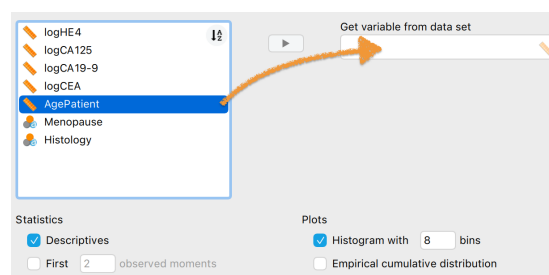 Get variable from data set
logHE4
logCA125
logCA19-9
logCEA
AgePatient
Menopause
Histology
Statistics
Plots
Descriptives
Histogram with 8 bins
First 2 observed moments
Empirical cumulative distribution